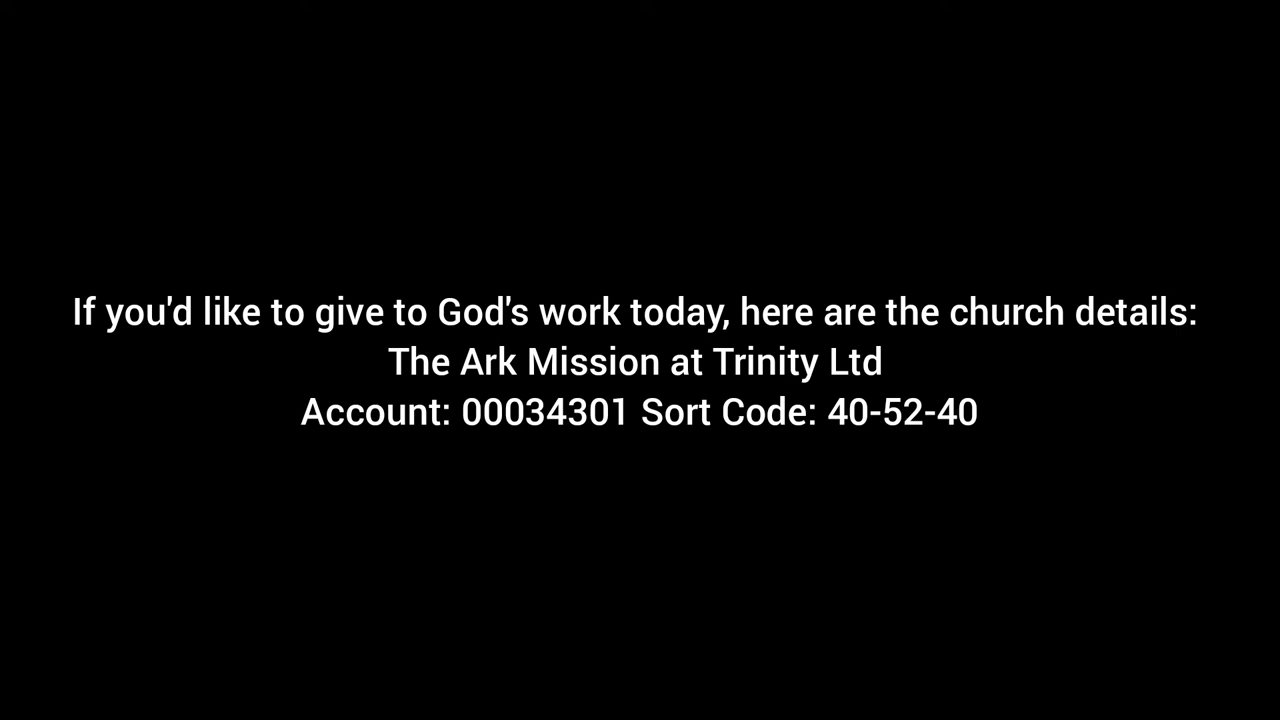 If you'd like to give to God's work today, here are the church details:
The Ark Mission at Trinity Ltd
Account: 00034301 Sort Code: 40-52-40